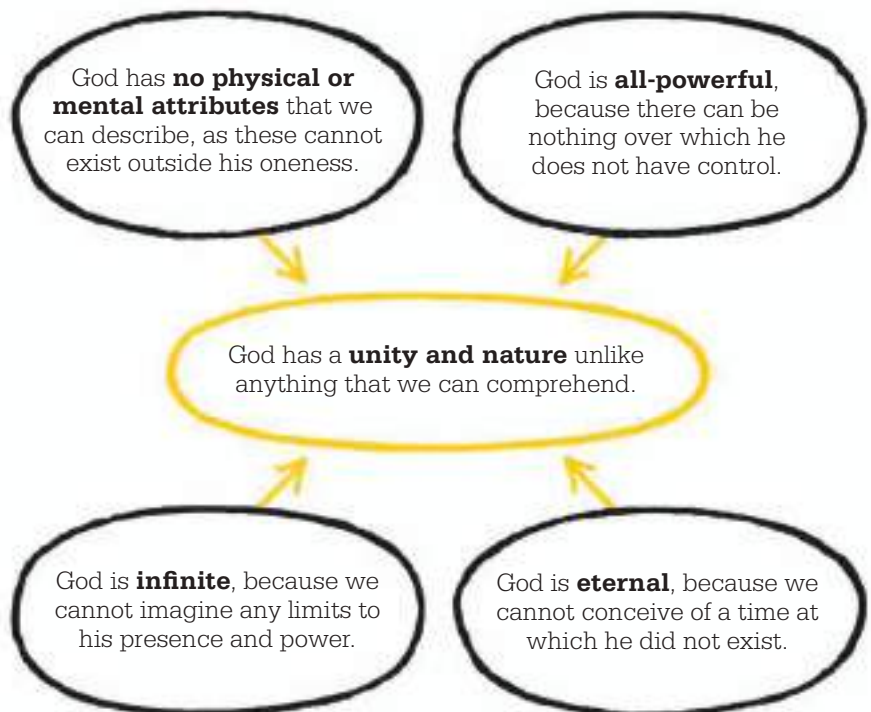 God has no physical or
mental attributes that we
can describe, as these cannot
exist outside his oneness.
God is all-powerful,
because there can be
nothing over which he
does not have control.
God has a unity and nature unlike
anything that we can comprehend.
God is infinite, because we
cannot imagine any limits to
his presence and power.
God is eternal, because we
cannot conceive of a time at
which he did not exist.